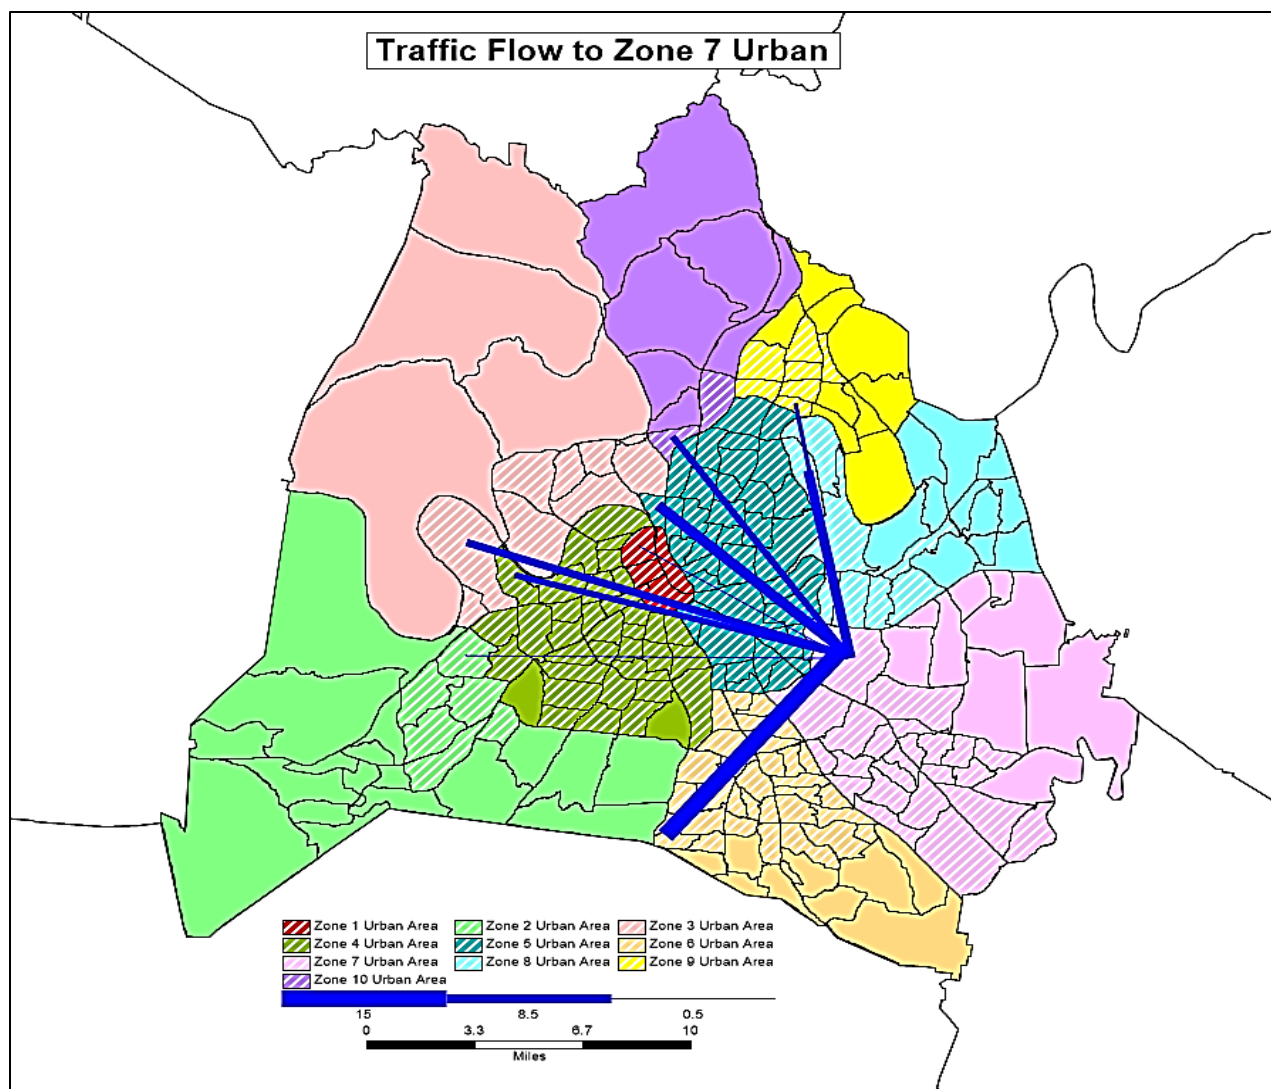 Traffic Flow to Zone 7 Urban
Zone 1 Urban Area Zone 2 Urban Area Zone 3 Urban Area
Zone 4 Urban Area Zone 5 Urban Area Zone 6 Urban Area
Zone 7 Urban Area Zone 8 Urban Area Zone 9 Urban Area
Zone 10 Urban Area
15 8.5 0.5
0 3.3 6.7 10
Miles